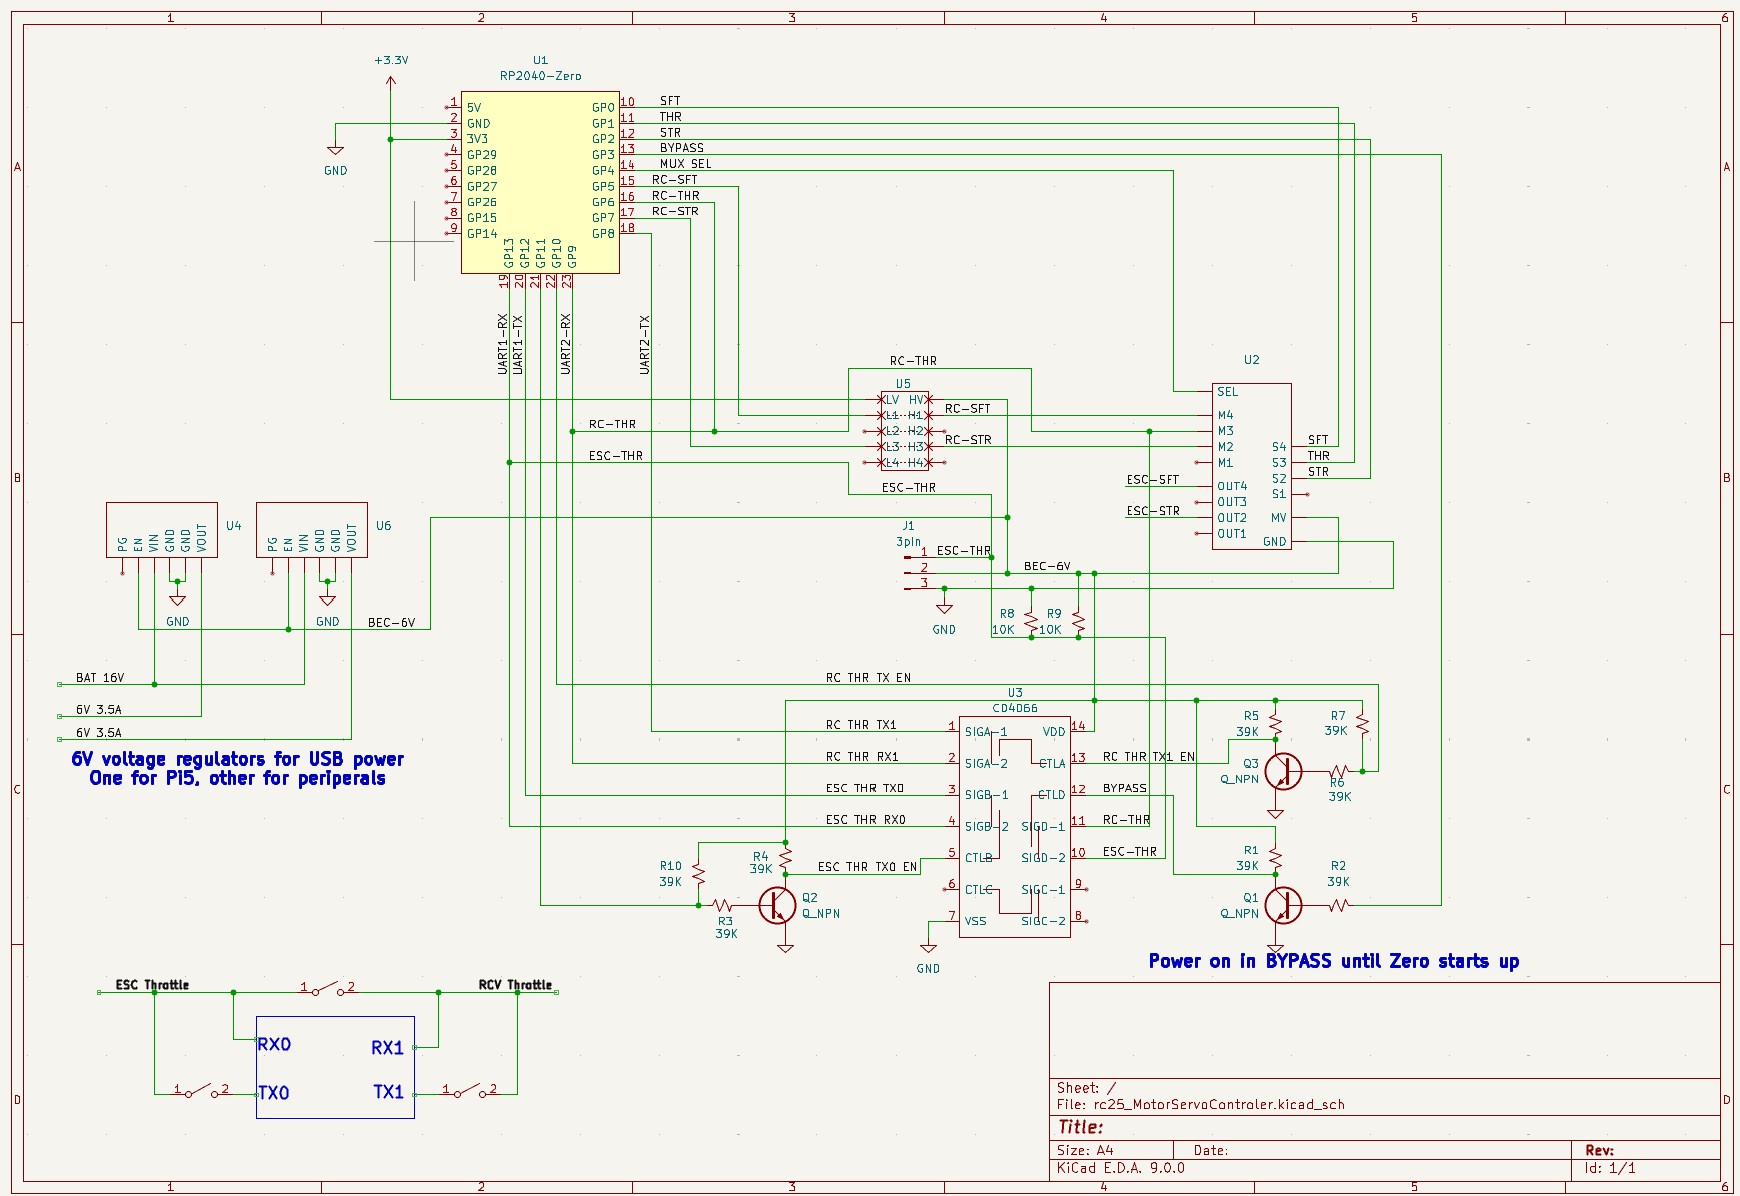 1 2 3 4 5 6
+3.3V
U1
RP2040-Zero
1 5V
2 GND
3 3V3
4 GP29
5 GP28
6 GP27
7 GP26
8 GP15
9 GP14
GP0 10 SFT
GP1 11 THR
GP2 12 STR
GP3 13 BYPASS
GP4 14 MUX SEL
GP5 15 RC-SFT
GP6 16 RC-THR
GP7 17 RC-STR
GP8 18
GP13 GP12 GP11 GP10 GP9
19 20 21 22 23
GND
A
A
UART1-RX
UART1-TX
UART2-RX
UART2-TX
RC-THR
U5
LV HV
L1 H1
L2 H2
L3 H3
L4 H4
RC-SFT
RC-STR
RC-THR
ESC-THR
ESC-THR
U2
SEL
M4
M3
M2
M1
OUT4
OUT3
OUT2
OUT1
S4 SFT
S3 THR
S2 STR
S1
MV
GND
ESC-SFT
ESC-STR
B
B
U4
PG EN VIN GND GND VOUT
GND
U6
PG EN VIN GND GND VOUT
GND
BEC-6V
J1
3pin
1 ESC-THR
2 BEC-6V
3
GND
R8
10K
R9
10K
BAT 16V
6V 3.5A
6V 3.5A
6V voltage regulators for USB power
One for Pi5, other for periperals
RC THR TX EN
U3
CD4066
RC THR TX1 1 SIGA-1
RC THR RX1 2 SIGA-2
ESC THR TX0 3 SIGB-1
ESC THR RX0 4 SIGB-2
5 CTLB
6 CTLC
7 VSS
VDD 14
CTLA 13 RC THR TX1 EN
CTLD 12 BYPASS
SIGD-1 11 RC-THR
SIGD-2 10 ESC-THR
SIGC-1 9
SIGC-2 8
ESC THR TX0 EN
GND
R10
39K
R4
39K
R3
39K
Q2
Q_NPN
R5
39K
R7
39K
Q3
Q_NPN
R6
39K
R1
39K
R2
39K
Q1
Q_NPN
C
C
Power on in BYPASS until Zero starts up
ESC Throttle
1 2
RCV Throttle
RX0 RX1
1 2 TX0 TX1 1 2
D
D
Sheet: /
File: rc25_MotorServoControler.kicad_sch
Title:
Size: A4 Date: Rev:
KiCad E.D.A. 9.0.0 Id: 1/1
1 2 3 4 5 6